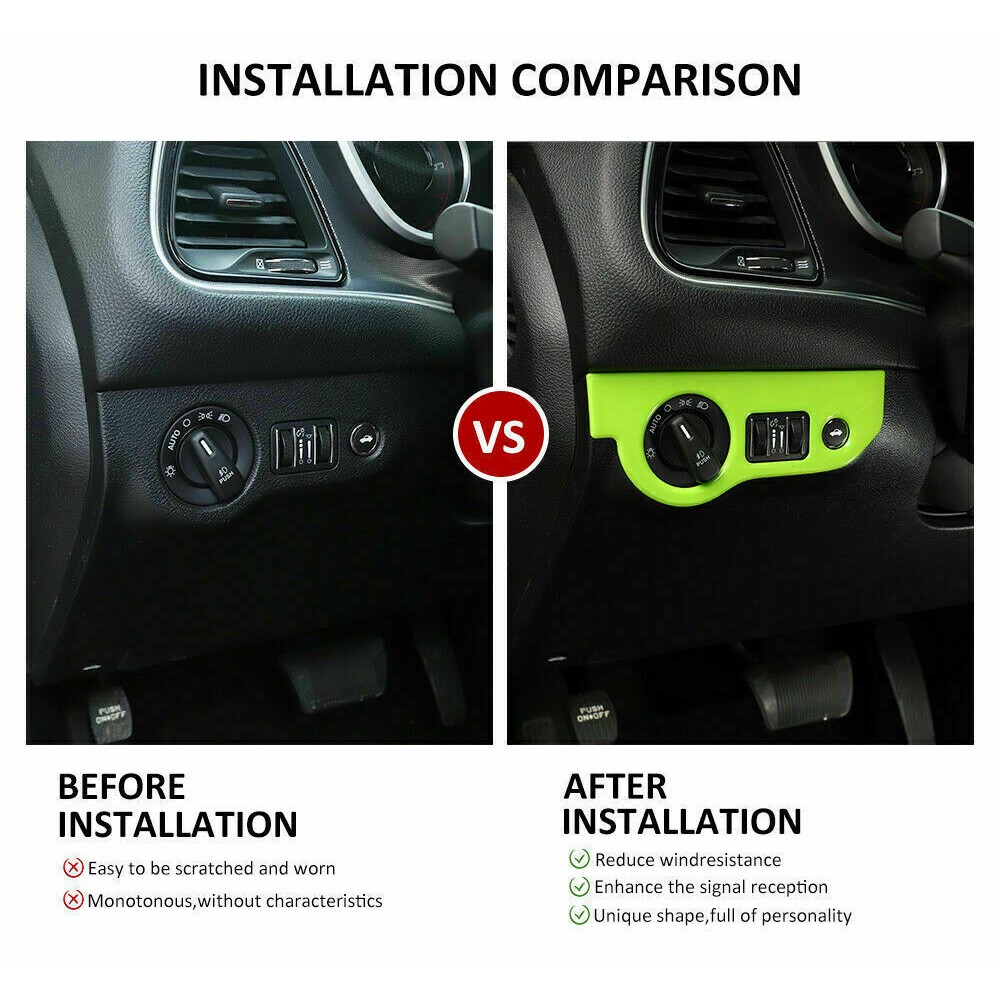 INSTALLATION COMPARISON
AUTO
PUSH
PUSH
ON●OFF
VS
AUTO
PUSH
PUSH
ON●OFF
BEFORE
INSTALLATION
Easy to be scratched and worn
Monotonous,without characteristics
AFTER
INSTALLATION
Reduce windresistance
Enhance the signal reception
Unique shape,full of personality